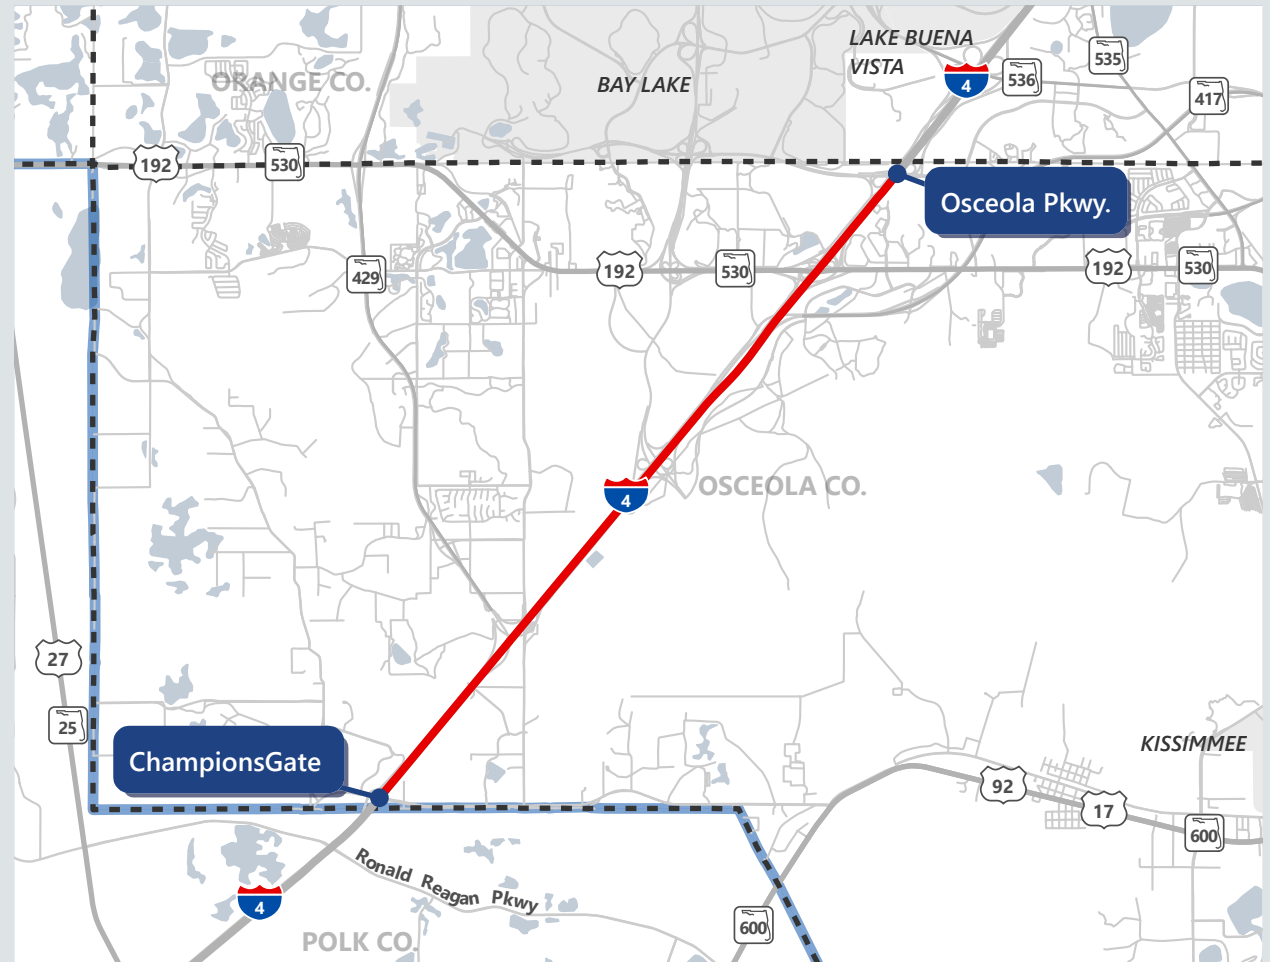 LAKE BUENA
VISTA
ORANGE CO.
BAY LAKE
4
536
535
417
192
530
Osceola Pkwy.
429
192
530
192
530
4
OSCEOLA CO.
27
25
ChampionsGate
KISSIMMEE
92
17
600
Ronald Reagan Pkwy
4
600
POLK CO.